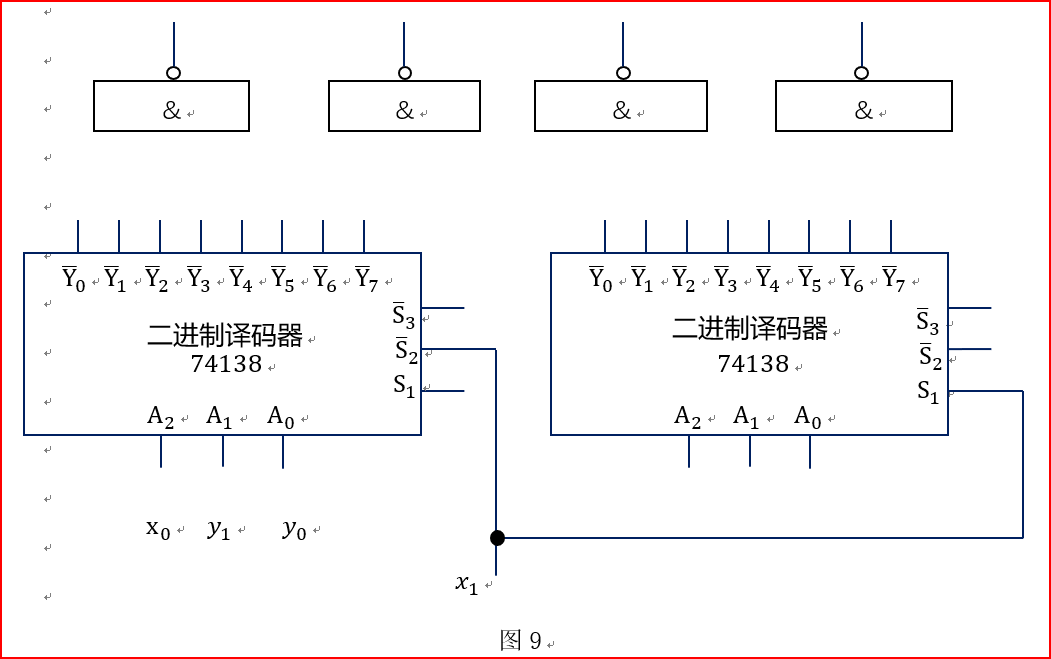 & & & &
Y̅₀ Y̅₁ Y̅₂ Y̅₃ Y̅₄ Y̅₅ Y̅₆ Y̅₇
S̅₃
二进制译码器
S̅₂
74138
S₁
A₂ A₁ A₀
Y̅₀ Y̅₁ Y̅₂ Y̅₃ Y̅₄ Y̅₅ Y̅₆ Y̅₇
S̅₃
二进制译码器
S̅₂
74138
S₁
A₂ A₁ A₀
x₀ y₁ y₀
x₁
图 9